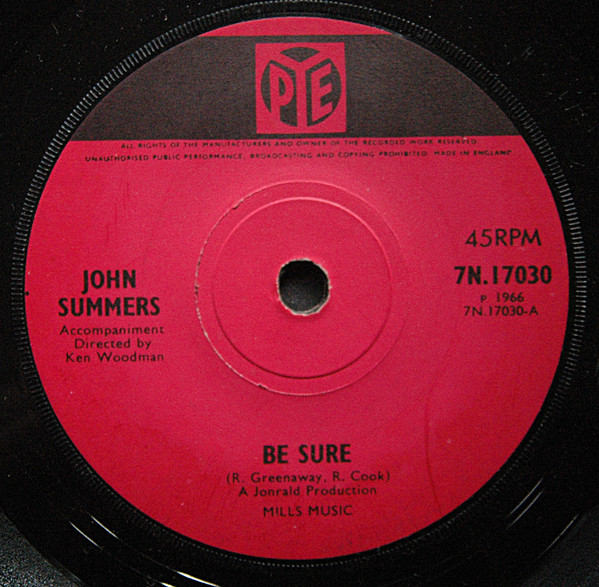 PYE
ALL RIGHTS OF THE MANUFACTURERS AND OWNER OF THE RECORDED WORK RESERVED
UNAUTHORISED PUBLIC PERFORMANCE, BROADCASTING AND COPYING PROHIBITED. MADE IN ENGLAND
45RPM
7N.17030
P 1966
7N.17030-A
JOHN
SUMMERS
Accompaniment
Directed by
Ken Woodman
BE SURE
(R. Greenaway, R. Cook)
A Jonrald Production
MILLS MUSIC